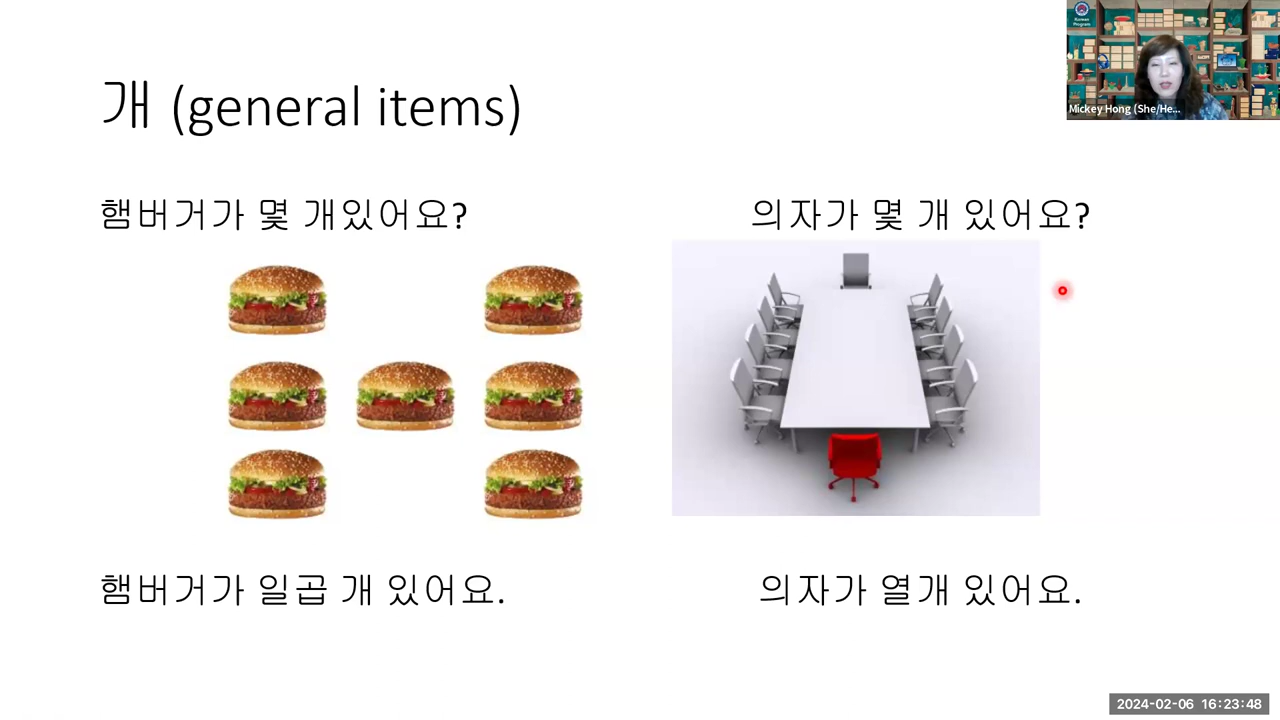 개 (general items)
햄버거가 몇 개있어요?
의자가 몇 개 있어요?
햄버거가 일곱 개 있어요.
의자가 열개 있어요.
Korean
Program
Mickey Hong (She/He...
2024-02-06 16:23:48